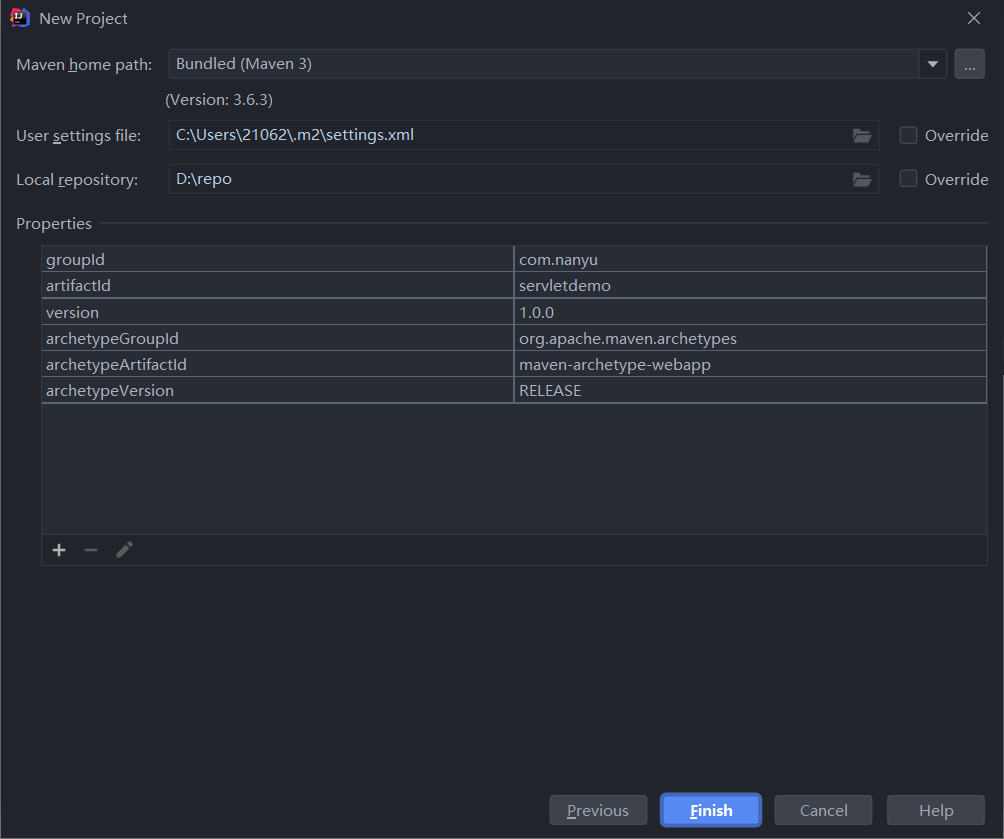 New Project
Maven home path: Bundled (Maven 3) ...
(Version: 3.6.3)
User settings file: C:\Users\21062\.m2\settings.xml Override
Local repository: D:\repo Override
Properties
groupId com.nanyu
artifactId servletdemo
version 1.0.0
archetypeGroupId org.apache.maven.archetypes
archetypeArtifactId maven-archetype-webapp
archetypeVersion RELEASE
Previous Finish Cancel Help